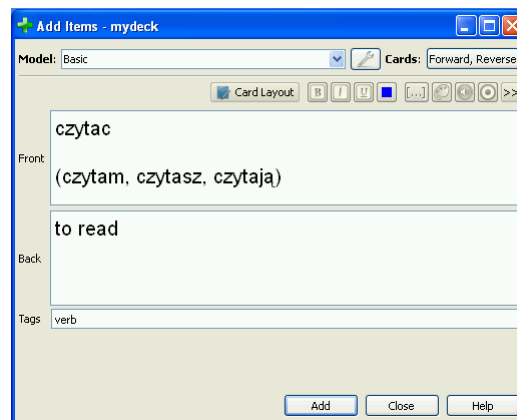 Add Items - mydeck
Model: Basic Cards: Forward, Reverse
Card Layout B I U [...] >>
Front
czytac
(czytam, czytasz, czytają)
Back
to read
Tags verb
Add Close Help